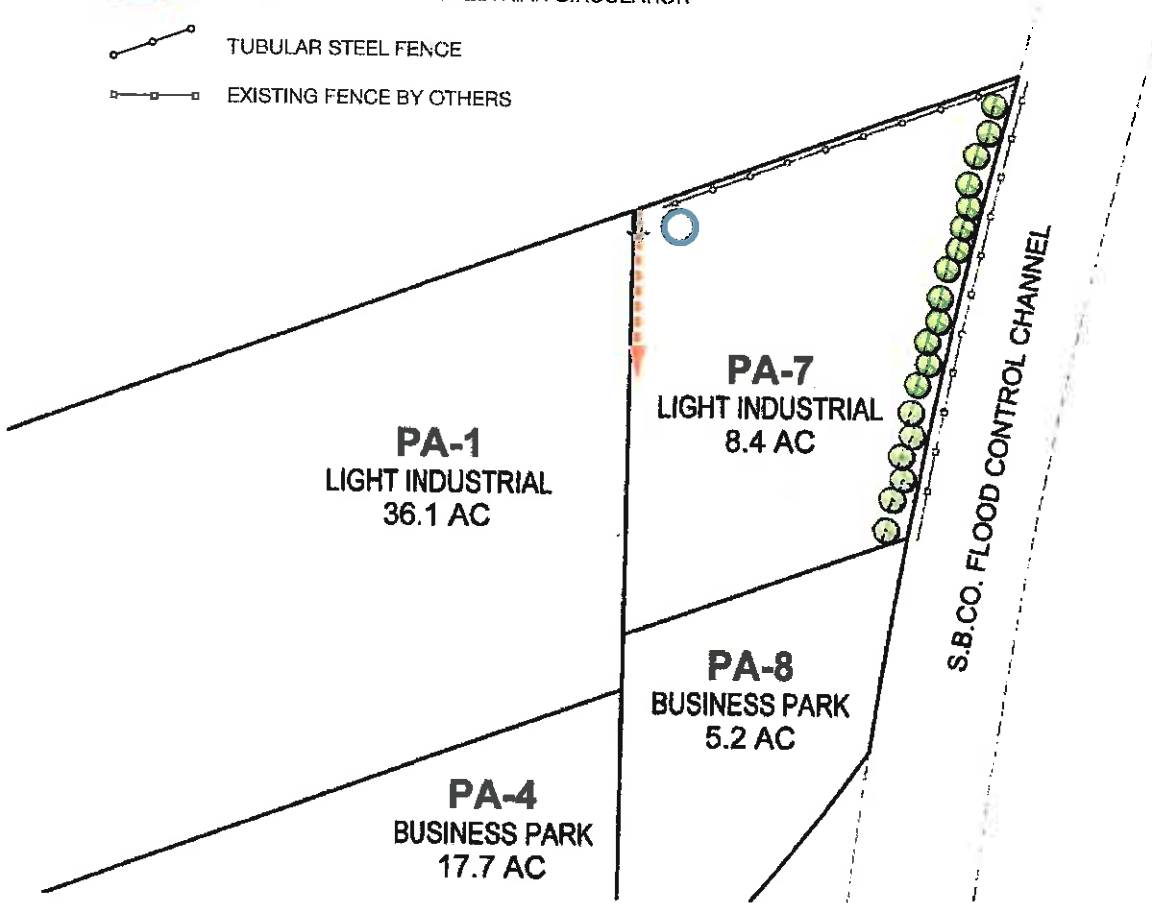 TUBULAR STEEL FENCE
EXISTING FENCE BY OTHERS
PA-7
LIGHT INDUSTRIAL
8.4 AC
PA-1
LIGHT INDUSTRIAL
36.1 AC
S.B.CO. FLOOD CONTROL CHANNEL
PA-8
BUSINESS PARK
5.2 AC
PA-4
BUSINESS PARK
17.7 AC